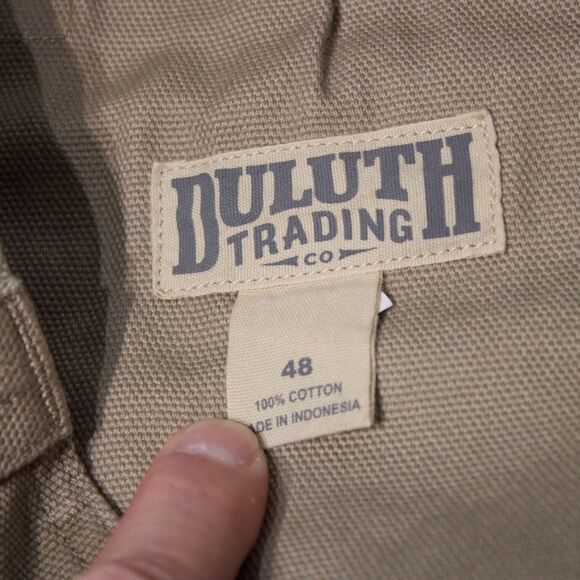 DULUTH
TRADING
CO
48
100% COTTON
ADE IN INDONESIA